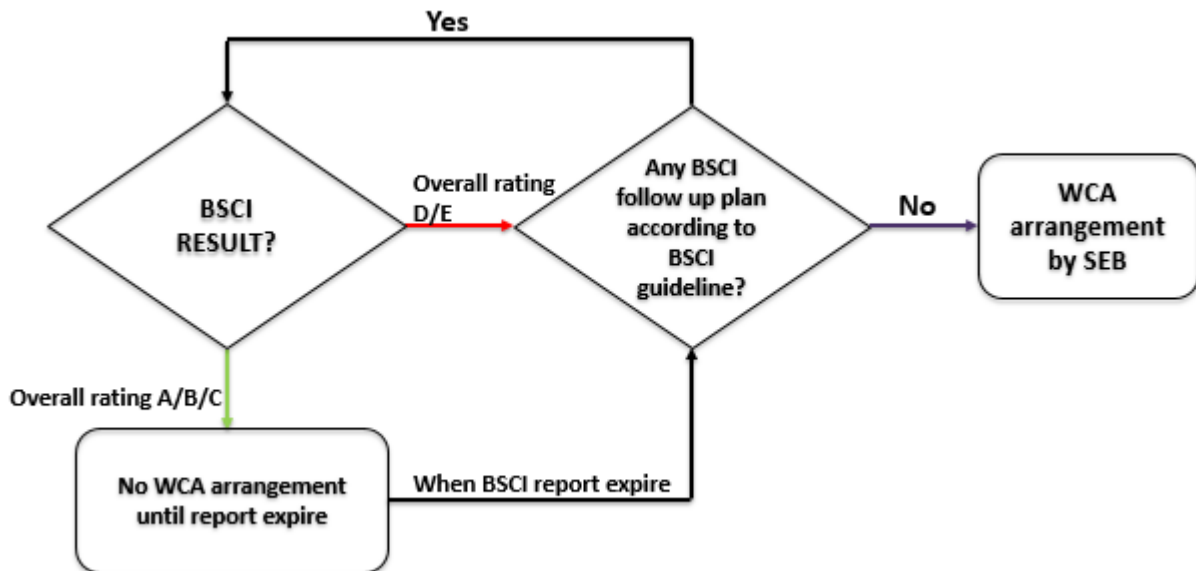 Yes
BSCI
RESULT?
Overall rating
D/E
Any BSCI
follow up plan
according to
BSCI
guideline?
No
WCA
arrangement
by SEB
Overall rating A/B/C
No WCA arrangement
until report expire
When BSCI report expire